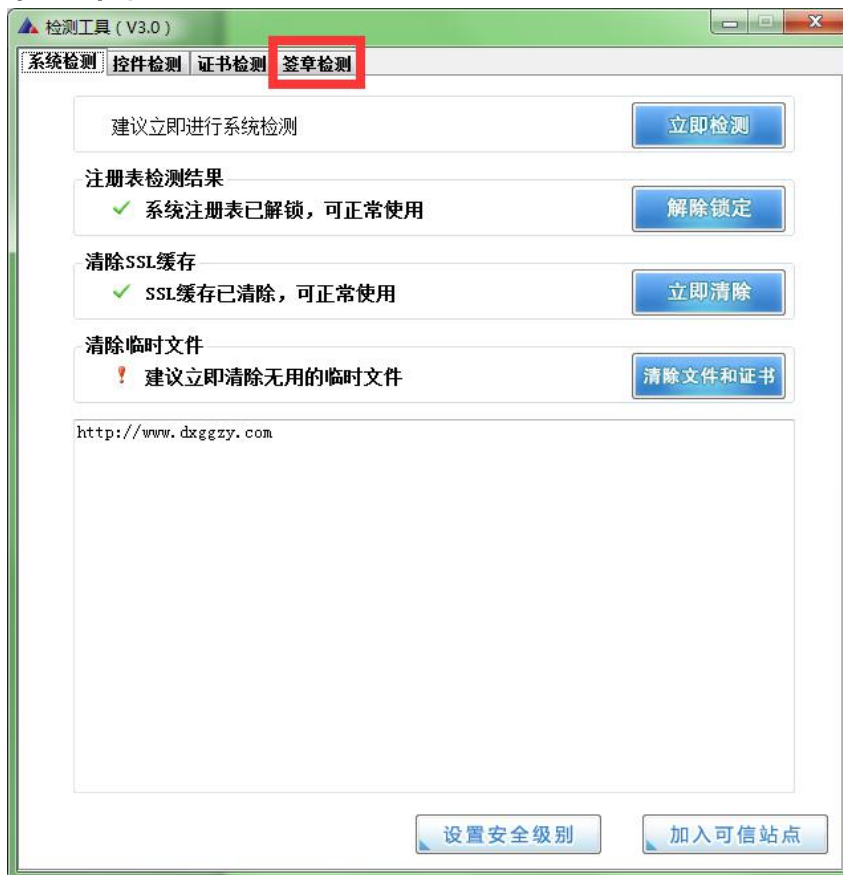 检测工具（V3.0）
系统检测 控件检测 证书检测 签章检测
建议立即进行系统检测 立即检测
注册表检测结果
系统注册表已解锁，可正常使用 解除锁定
清除SSL缓存
SSL缓存已清除，可正常使用 立即清除
清除临时文件
建议立即清除无用的临时文件 清除文件和证书
http://www.dxggzy.com
设置安全级别 加入可信站点